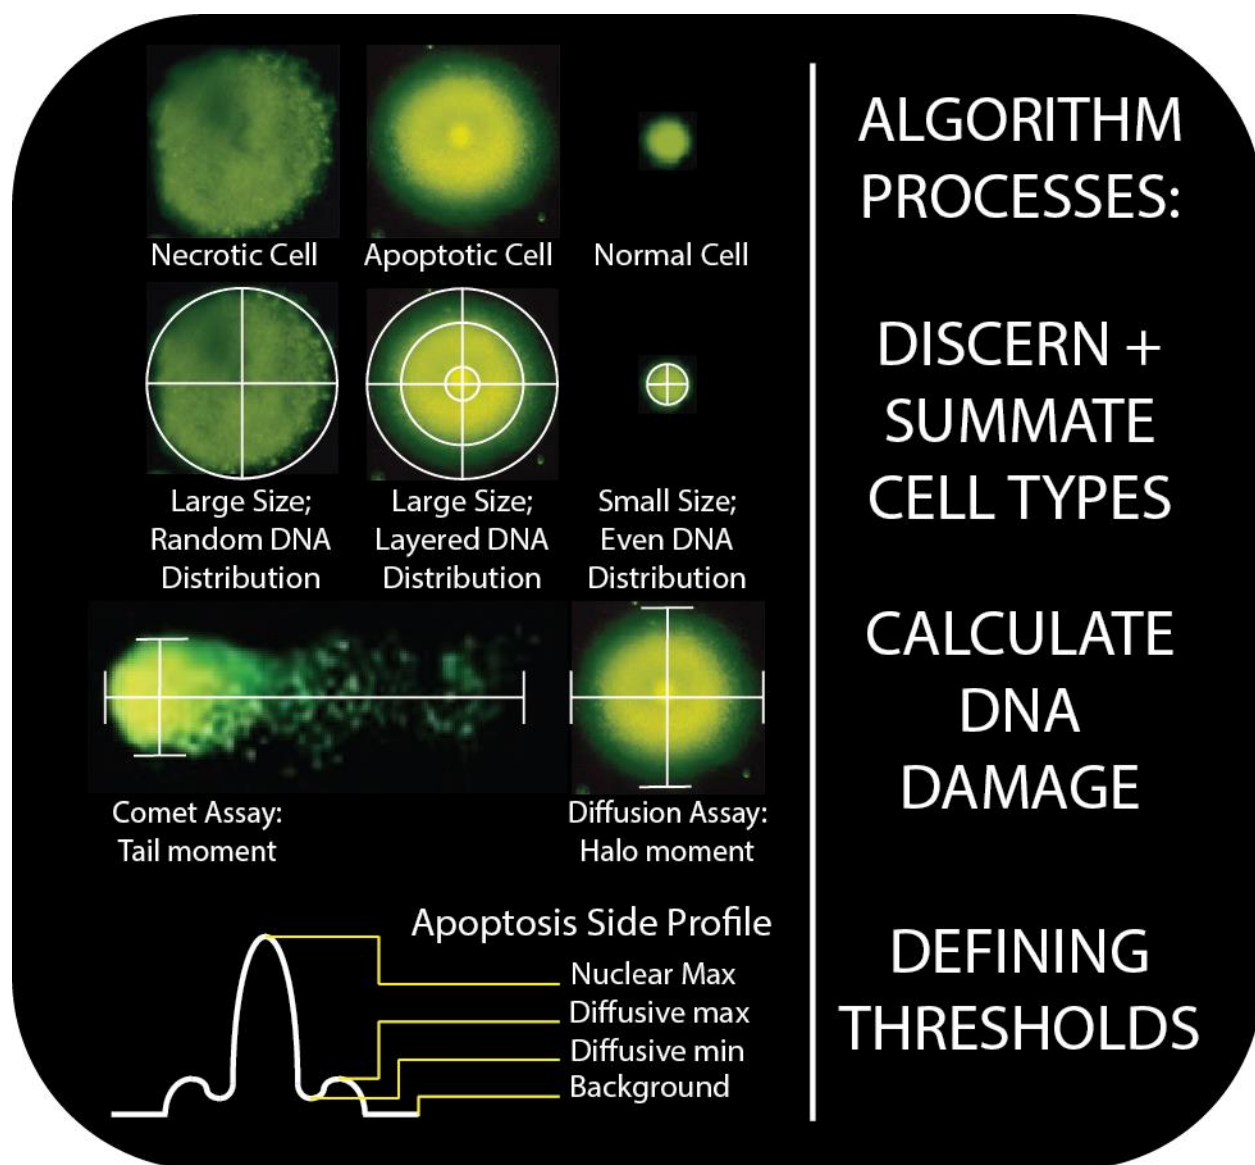 Necrotic Cell
Apoptotic Cell
Normal Cell
Large Size;
Random DNA
Distribution
Large Size;
Layered DNA
Distribution
Small Size;
Even DNA
Distribution
Comet Assay:
Tail moment
Diffusion Assay:
Halo moment
Apoptosis Side Profile
Nuclear Max
Diffusive max
Diffusive min
Background
ALGORITHM
PROCESSES:
DISCERN +
SUMMATE
CELL TYPES
CALCULATE
DNA
DAMAGE
DEFINING
THRESHOLDS